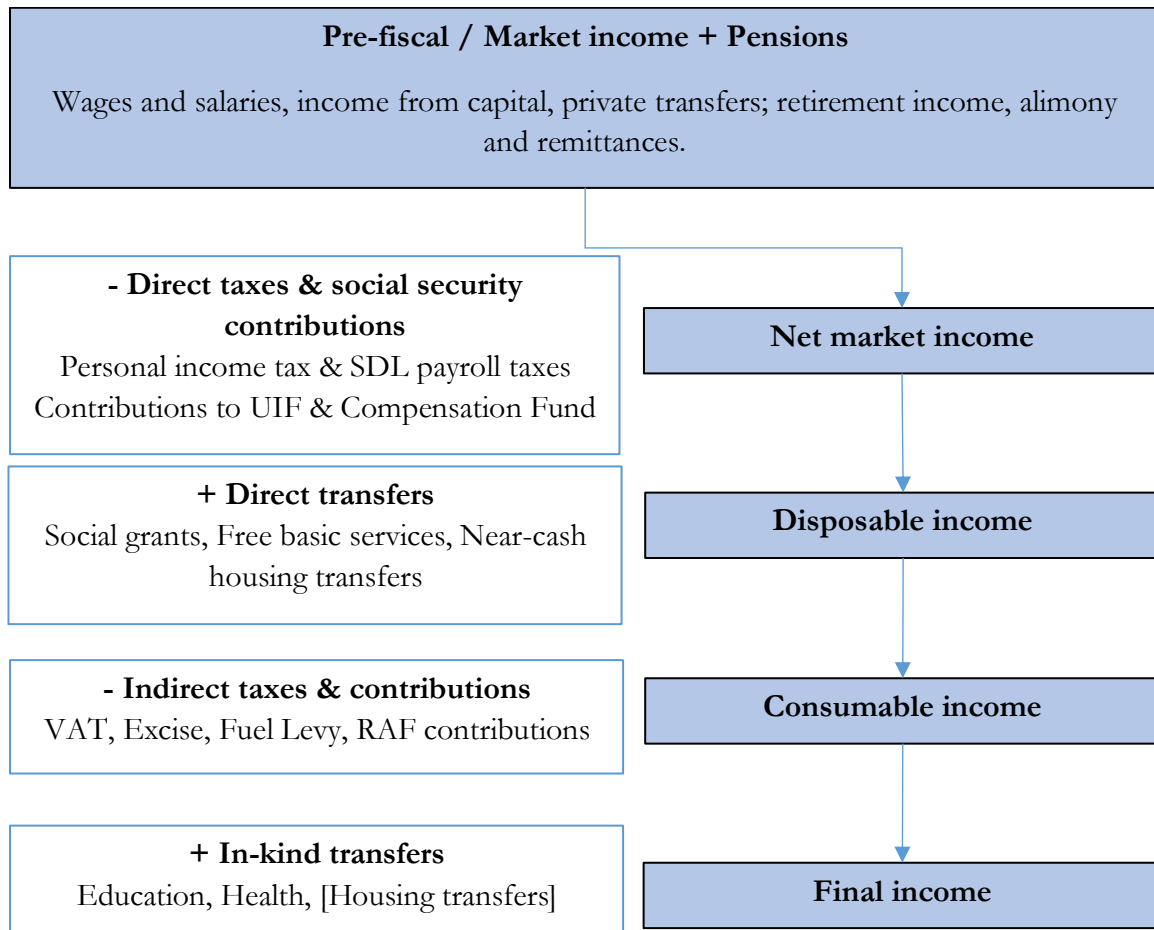 Pre-fiscal / Market income + Pensions
Wages and salaries, income from capital, private transfers; retirement income, alimony
and remittances.
- Direct taxes & social security
contributions
Personal income tax & SDL payroll taxes
Contributions to UIF & Compensation Fund
Net market income
+ Direct transfers
Social grants, Free basic services, Near-cash
housing transfers
Disposable income
- Indirect taxes & contributions
VAT, Excise, Fuel Levy, RAF contributions
Consumable income
+ In-kind transfers
Education, Health, [Housing transfers]
Final income